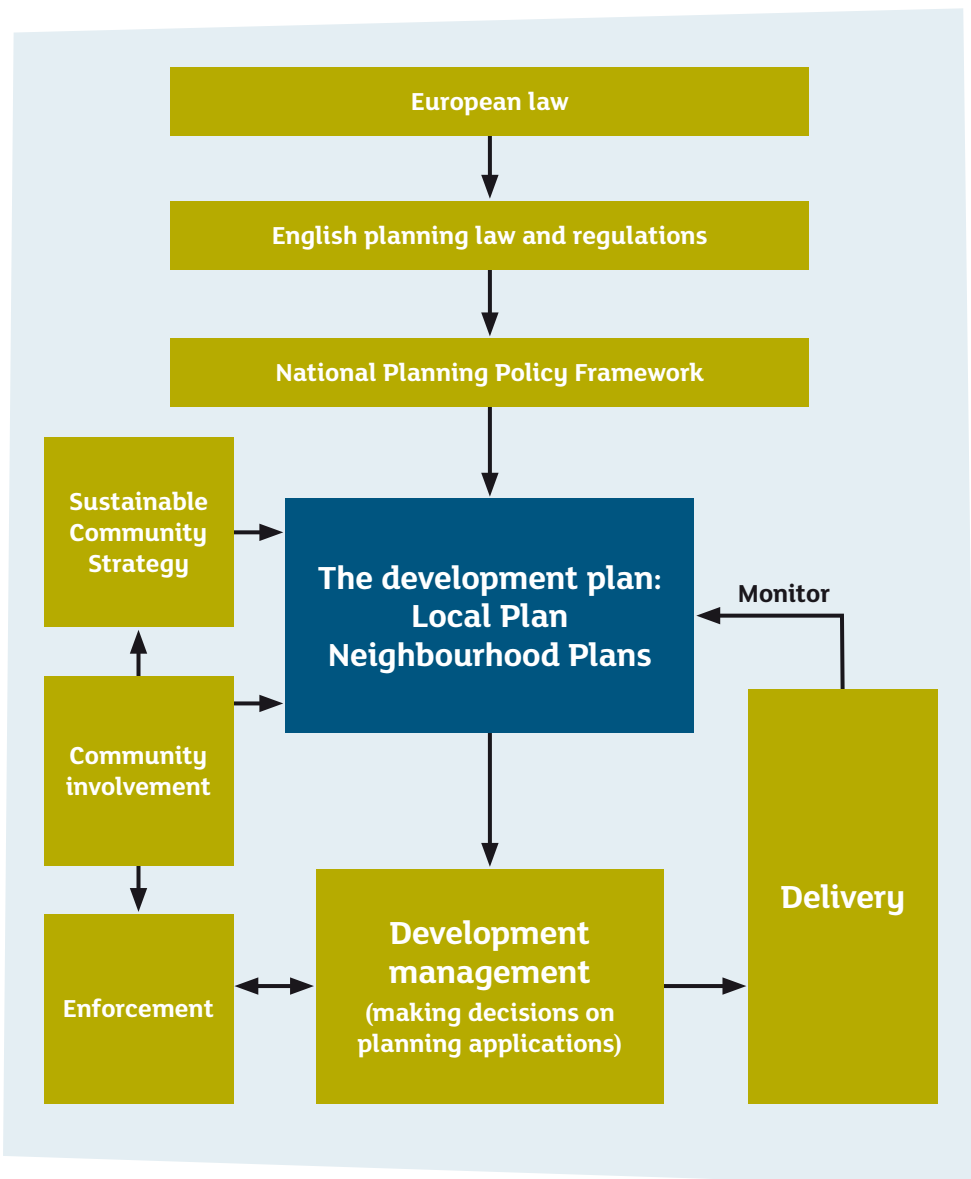 European law
English planning law and regulations
National Planning Policy Framework
Sustainable
Community
Strategy
The development plan:
Local Plan
Neighbourhood Plans
Monitor
Community
involvement
Delivery
Development
management
(making decisions on
planning applications)
Enforcement